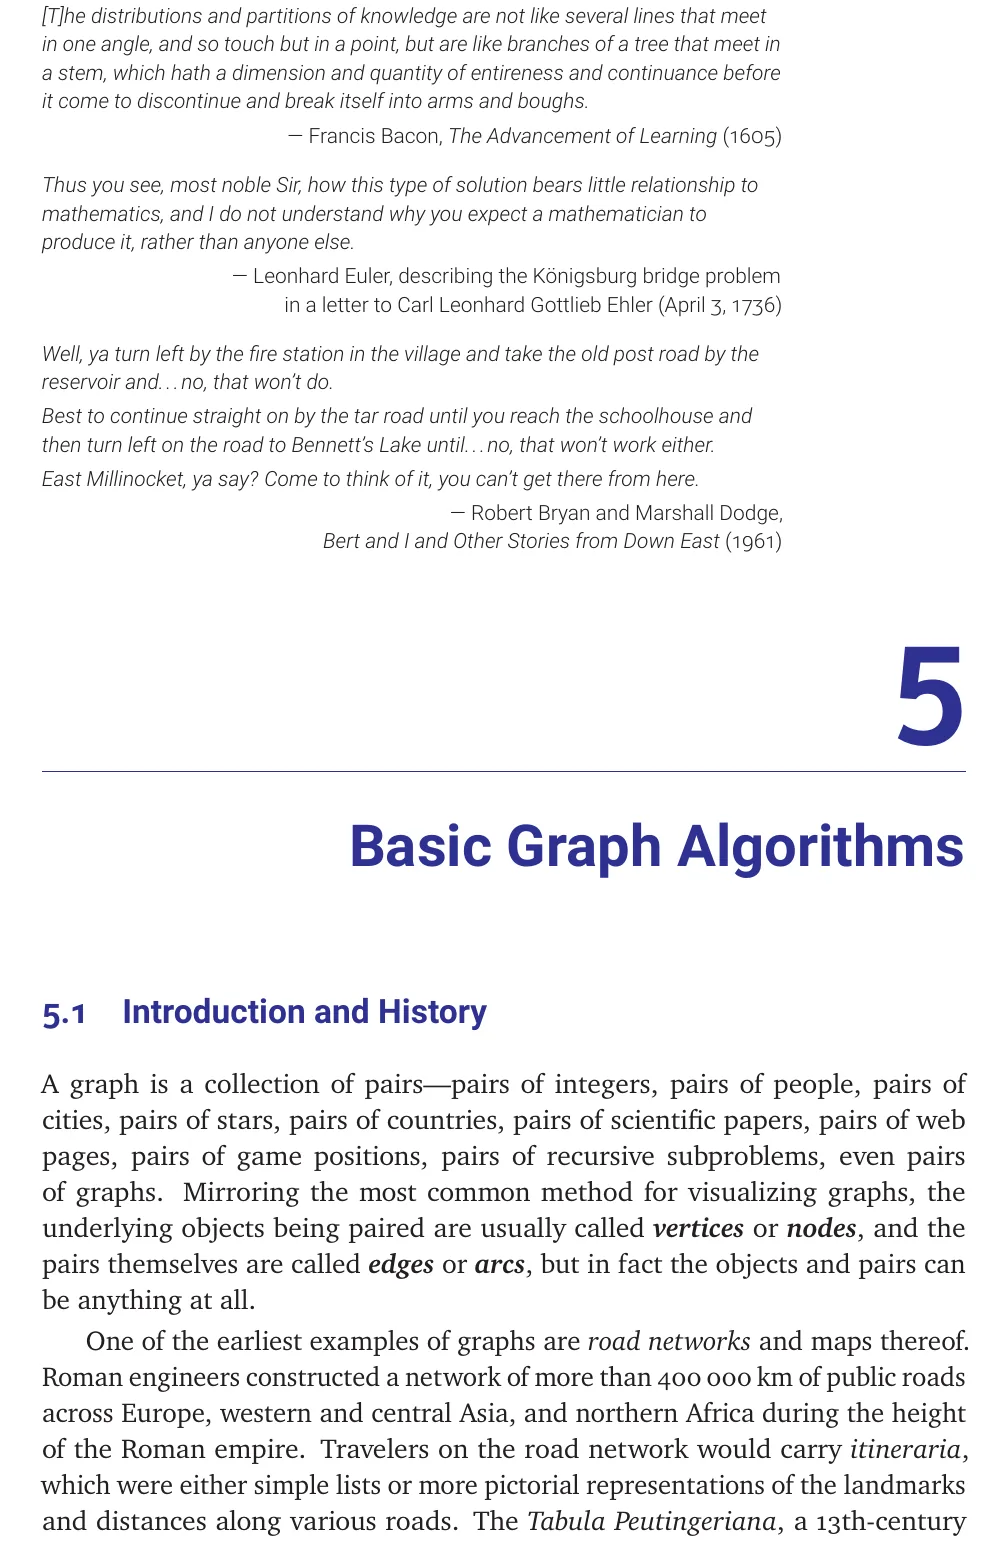 [T]he distributions and partitions of knowledge are not like several lines that meet
in one angle, and so touch but in a point, but are like branches of a tree that meet in
a stem, which hath a dimension and quantity of entireness and continuance before
it come to discontinue and break itself into arms and boughs.
— Francis Bacon, The Advancement of Learning (1605)
Thus you see, most noble Sir, how this type of solution bears little relationship to
mathematics, and I do not understand why you expect a mathematician to
produce it, rather than anyone else.
— Leonhard Euler, describing the Königsburg bridge problem
in a letter to Carl Leonhard Gottlieb Ehler (April 3, 1736)
Well, ya turn left by the fire station in the village and take the old post road by the
reservoir and. . . no, that won’t do.
Best to continue straight on by the tar road until you reach the schoolhouse and
then turn left on the road to Bennett’s Lake until. . . no, that won’t work either.
East Millinocket, ya say? Come to think of it, you can’t get there from here.
— Robert Bryan and Marshall Dodge,
Bert and I and Other Stories from Down East (1961)
5
Basic Graph Algorithms
5.1 Introduction and History
A graph is a collection of pairs—pairs of integers, pairs of people, pairs of
cities, pairs of stars, pairs of countries, pairs of scientific papers, pairs of web
pages, pairs of game positions, pairs of recursive subproblems, even pairs
of graphs. Mirroring the most common method for visualizing graphs, the
underlying objects being paired are usually called vertices or nodes, and the
pairs themselves are called edges or arcs, but in fact the objects and pairs can
be anything at all.
One of the earliest examples of graphs are road networks and maps thereof.
Roman engineers constructed a network of more than 400 000 km of public roads
across Europe, western and central Asia, and northern Africa during the height
of the Roman empire. Travelers on the road network would carry itineraria,
which were either simple lists or more pictorial representations of the landmarks
and distances along various roads. The Tabula Peutingeriana, a 13th-century